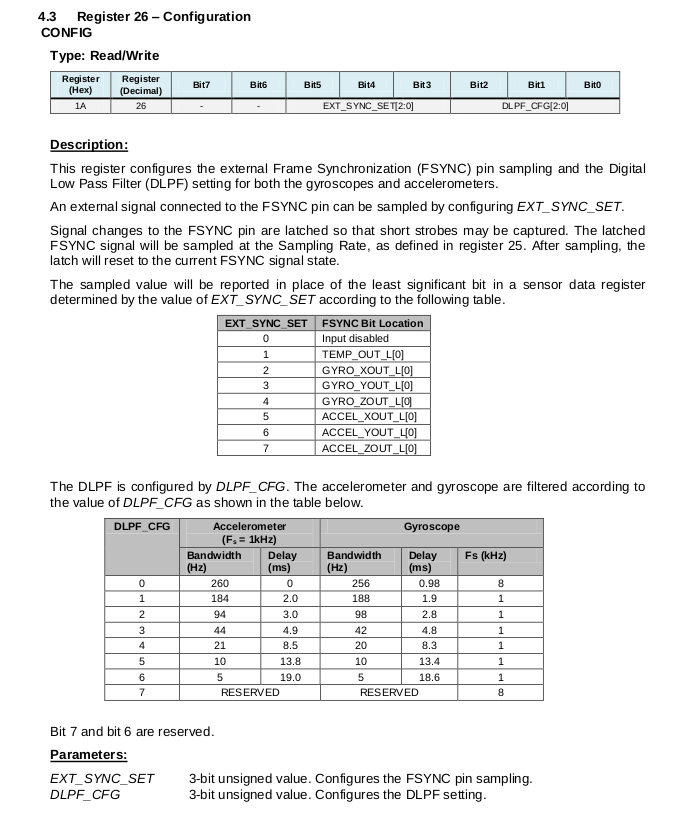 4.3 Register 26 – Configuration
CONFIG
Type: Read/Write
Register (Hex) Register (Decimal) Bit7 Bit6 Bit5 Bit4 Bit3 Bit2 Bit1 Bit0
1A 26 - - EXT_SYNC_SET[2:0] DLPF_CFG[2:0]
Description:
This register configures the external Frame Synchronization (FSYNC) pin sampling and the Digital
Low Pass Filter (DLPF) setting for both the gyroscopes and accelerometers.
An external signal connected to the FSYNC pin can be sampled by configuring EXT_SYNC_SET.
Signal changes to the FSYNC pin are latched so that short strobes may be captured. The latched
FSYNC signal will be sampled at the Sampling Rate, as defined in register 25. After sampling, the
latch will reset to the current FSYNC signal state.
The sampled value will be reported in place of the least significant bit in a sensor data register
determined by the value of EXT_SYNC_SET according to the following table.
EXT_SYNC_SET FSYNC Bit Location
0 Input disabled
1 TEMP_OUT_L[0]
2 GYRO_XOUT_L[0]
3 GYRO_YOUT_L[0]
4 GYRO_ZOUT_L[0]
5 ACCEL_XOUT_L[0]
6 ACCEL_YOUT_L[0]
7 ACCEL_ZOUT_L[0]
The DLPF is configured by DLPF_CFG. The accelerometer and gyroscope are filtered according to
the value of DLPF_CFG as shown in the table below.
DLPF_CFG Accelerometer Gyroscope
(Fs = 1kHz)
Bandwidth (Hz) Delay (ms) Bandwidth (Hz) Delay (ms) Fs (kHz)
0 260 0 256 0.98 8
1 184 2.0 188 1.9 1
2 94 3.0 98 2.8 1
3 44 4.9 42 4.8 1
4 21 8.5 20 8.3 1
5 10 13.8 10 13.4 1
6 5 19.0 5 18.6 1
7 RESERVED RESERVED 8
Bit 7 and bit 6 are reserved.
Parameters:
EXT_SYNC_SET 3-bit unsigned value. Configures the FSYNC pin sampling.
DLPF_CFG 3-bit unsigned value. Configures the DLPF setting.